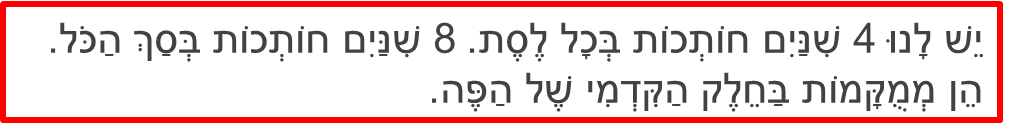 יֵשׁ לָנוּ 4 שִׁנַּיִם חוֹתְכוֹת בְּכָל לֶסֶת. 8 שִׁנַּיִם חוֹתְכוֹת בְּסַךְ הַכֹּל.
הֵן מְמֻקָּמוֹת בַּחֵלֶק הַקִּדְמִי שֶׁל הַפֶּה.